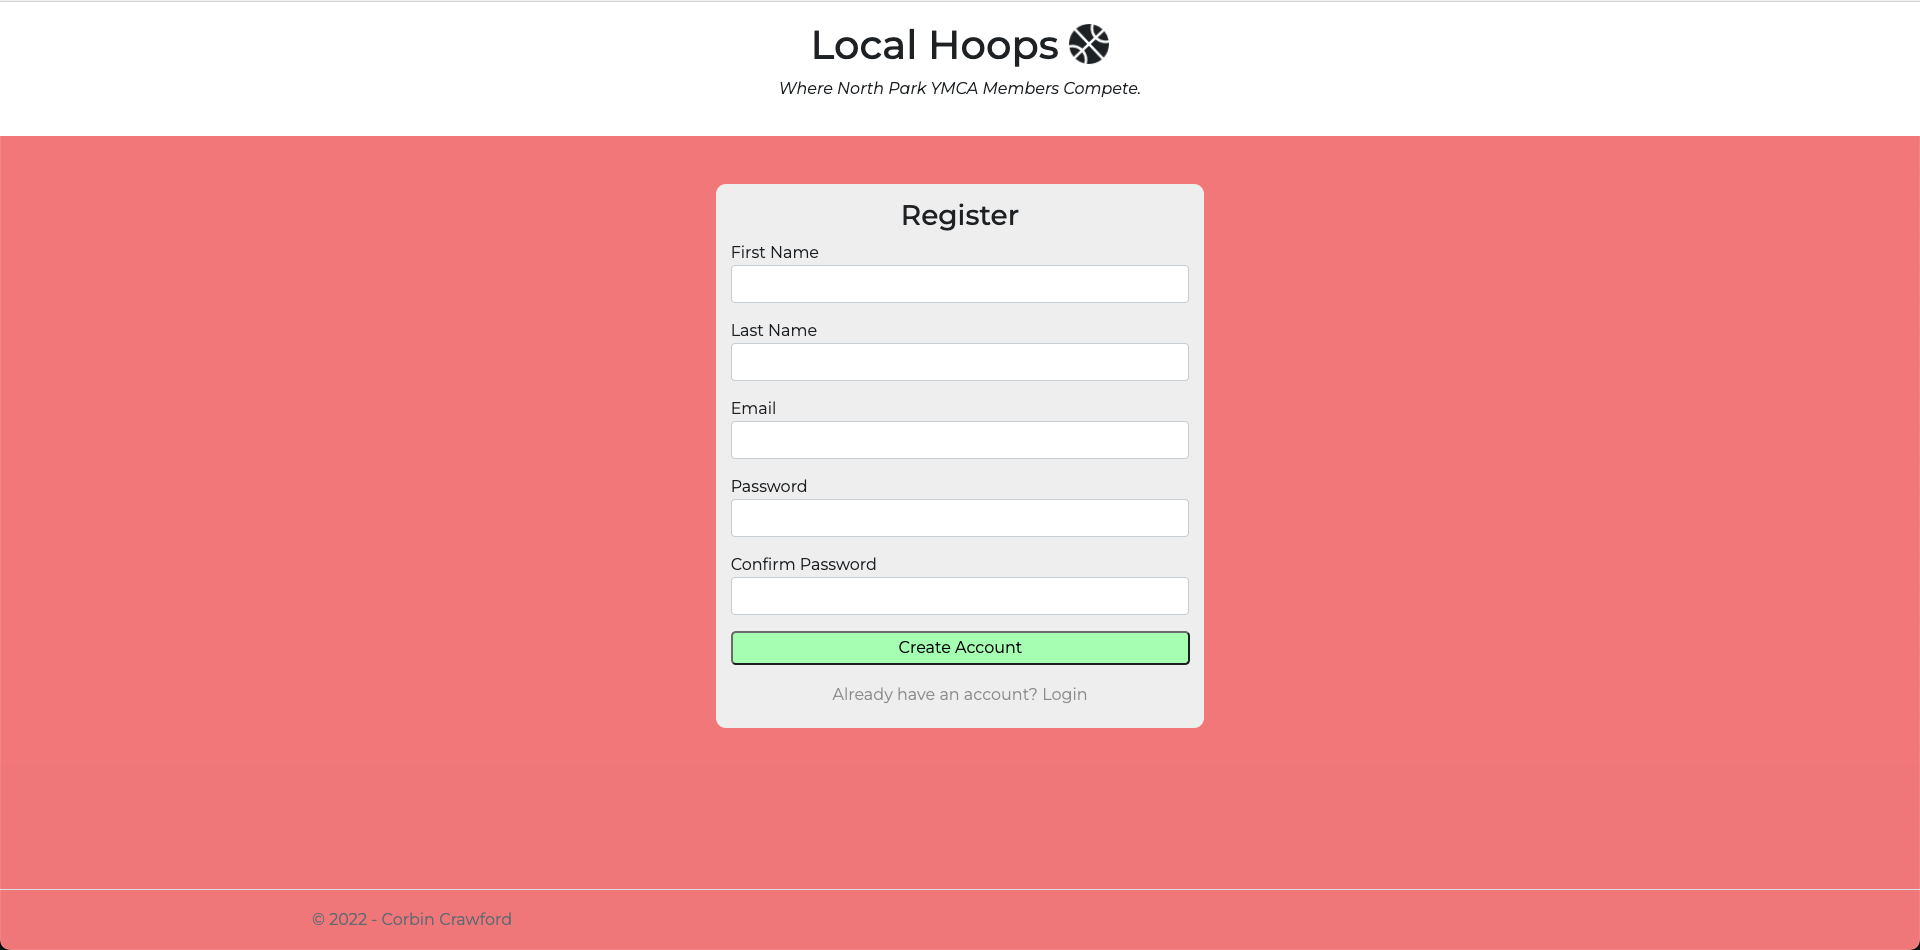 Local Hoops
Where North Park YMCA Members Compete.
Register
First Name
Last Name
Email
Password
Confirm Password
Create Account
Already have an account? Login
© 2022 - Corbin Crawford